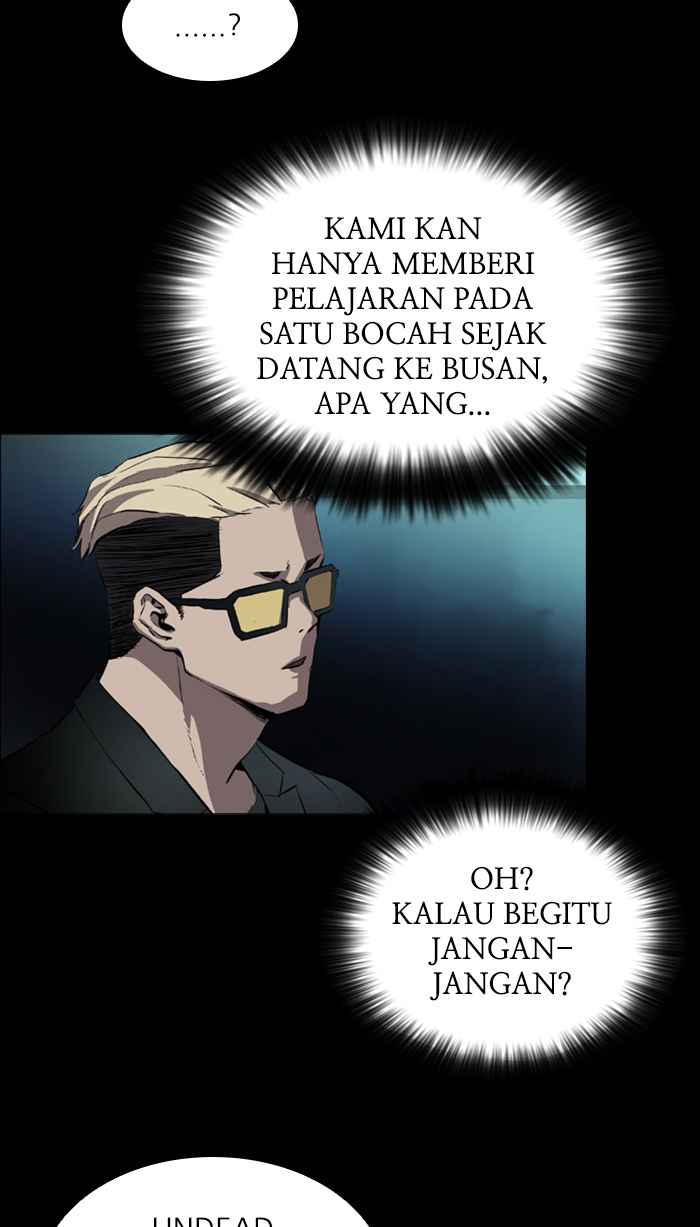 ......?
KAMI KAN
HANYA MEMBERI
PELAJARAN PADA
SATU BOCAH SEJAK
DATANG KE BUSAN,
APA YANG...
OH?
KALAU BEGITU
JANGAN-
JANGAN?
UNDEAD